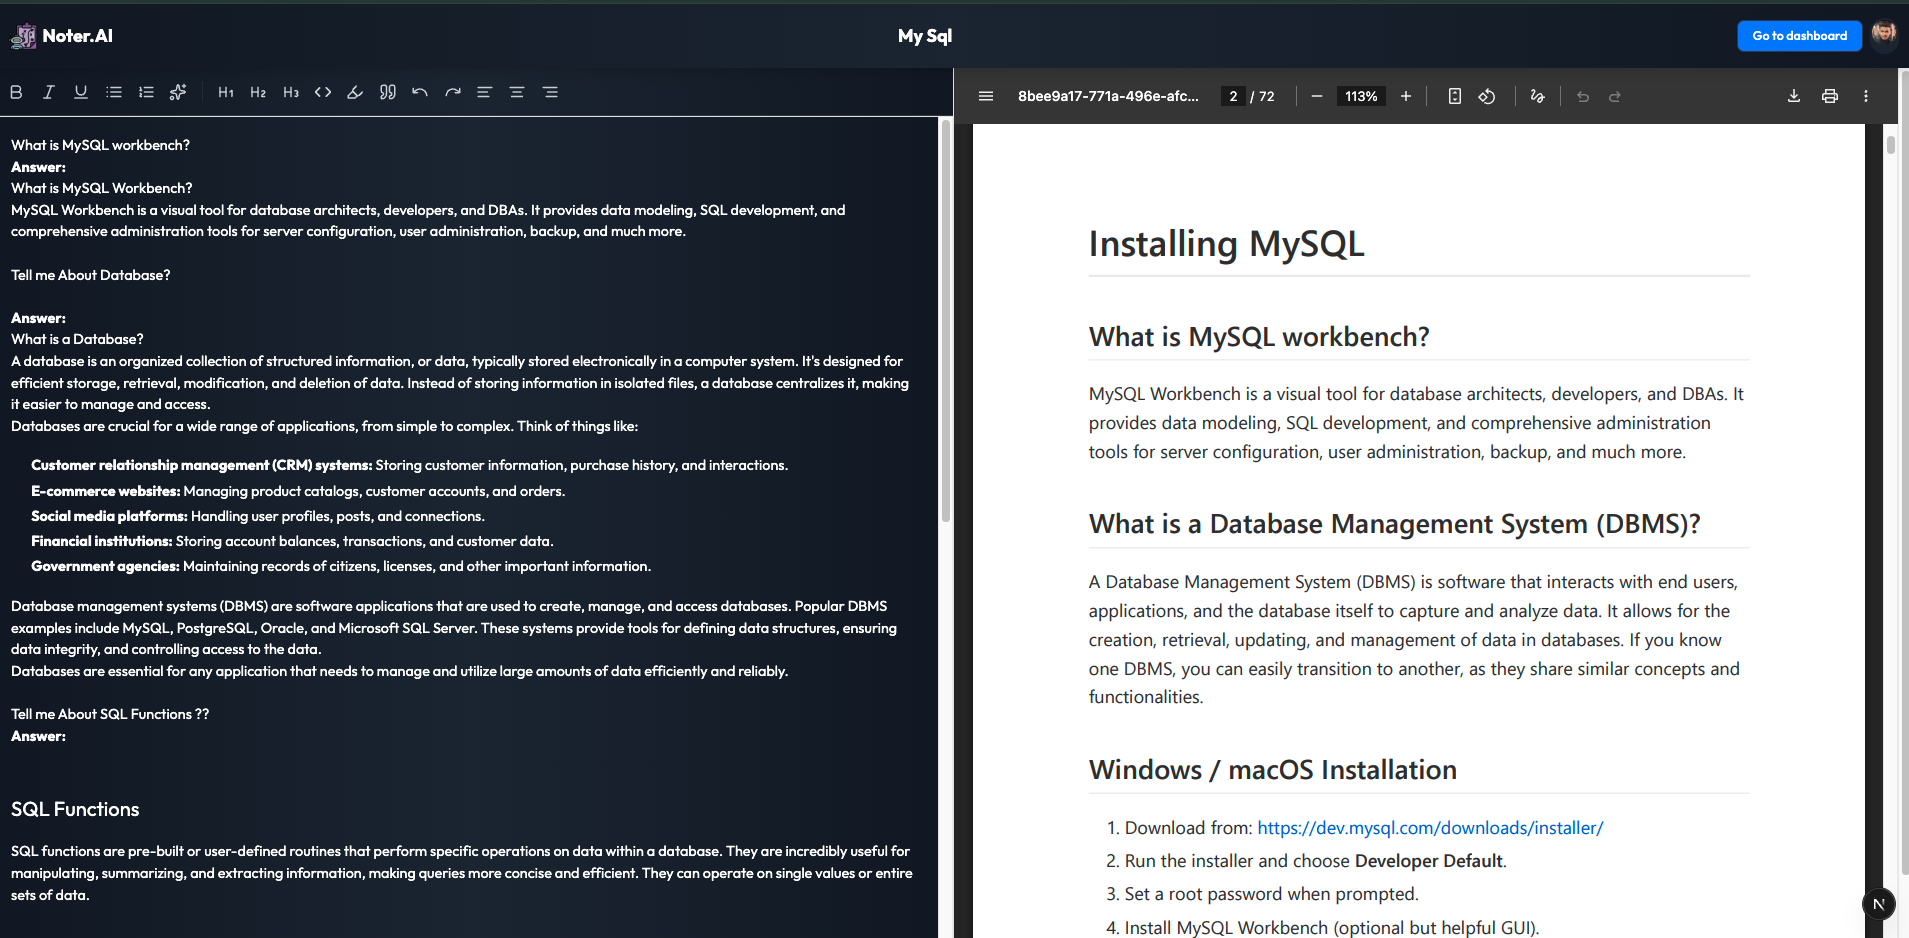 Noter.AI
My Sql
Go to dashboard
H1 H2 H3
What is MySQL workbench?
Answer:
What is MySQL Workbench?
MySQL Workbench is a visual tool for database architects, developers, and DBAs. It provides data modeling, SQL development, and
comprehensive administration tools for server configuration, user administration, backup, and much more.
Tell me About Database?
Answer:
What is a Database?
A database is an organized collection of structured information, or data, typically stored electronically in a computer system. It's designed for
efficient storage, retrieval, modification, and deletion of data. Instead of storing information in isolated files, a database centralizes it, making
it easier to manage and access.
Databases are crucial for a wide range of applications, from simple to complex. Think of things like:
Customer relationship management (CRM) systems: Storing customer information, purchase history, and interactions.
E-commerce websites: Managing product catalogs, customer accounts, and orders.
Social media platforms: Handling user profiles, posts, and connections.
Financial institutions: Storing account balances, transactions, and customer data.
Government agencies: Maintaining records of citizens, licenses, and other important information.
Database management systems (DBMS) are software applications that are used to create, manage, and access databases. Popular DBMS
examples include MySQL, PostgreSQL, Oracle, and Microsoft SQL Server. These systems provide tools for defining data structures, ensuring
data integrity, and controlling access to the data.
Databases are essential for any application that needs to manage and utilize large amounts of data efficiently and reliably.
Tell me About SQL Functions ??
Answer:
SQL Functions
SQL functions are pre-built or user-defined routines that perform specific operations on data within a database. They are incredibly useful for
manipulating, summarizing, and extracting information, making queries more concise and efficient. They can operate on single values or entire
sets of data.
8bee9a17-771a-496e-afc... 2 / 72 113%
Installing MySQL
What is MySQL workbench?
MySQL Workbench is a visual tool for database architects, developers, and DBAs. It
provides data modeling, SQL development, and comprehensive administration
tools for server configuration, user administration, backup, and much more.
What is a Database Management System (DBMS)?
A Database Management System (DBMS) is software that interacts with end users,
applications, and the database itself to capture and analyze data. It allows for the
creation, retrieval, updating, and management of data in databases. If you know
one DBMS, you can easily transition to another, as they share similar concepts and
functionalities.
Windows / macOS Installation
1. Download from: https://dev.mysql.com/downloads/installer/
2. Run the installer and choose Developer Default.
3. Set a root password when prompted.
4. Install MySQL Workbench (optional but helpful GUI).
N